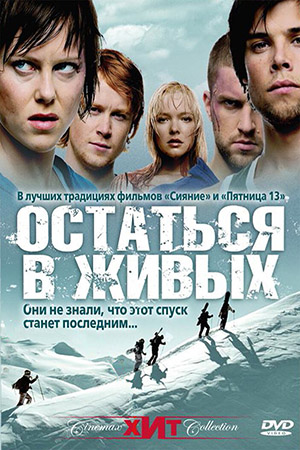 В лучших традициях фильмов «Сияние» и «Пятница 13»
ОСТАТЬСЯ
В ЖИВЫХ
Они не знали, что этот спуск
станет последним...
Cinemax ХИТ Collection
DVD
VIDEO